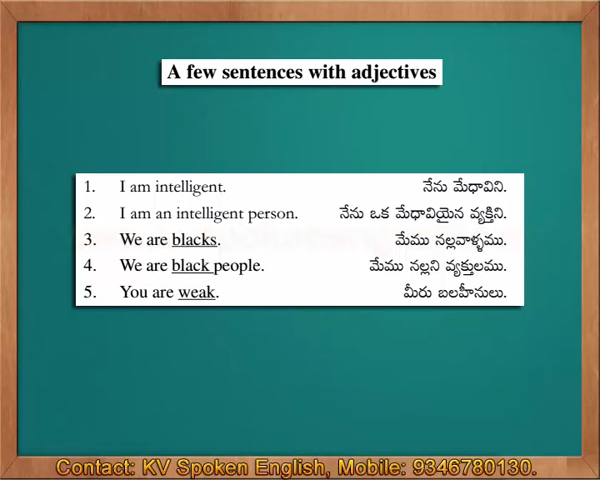 A few sentences with adjectives
1. I am intelligent. నేను మేధావిని.
2. I am an intelligent person. నేను ఒక మేధావియైన వ్యక్తిని.
3. We are blacks. మేము నల్లవాళ్ళము.
4. We are black people. మేము నల్లని వ్యక్తులము.
5. You are weak. మీరు బలహీనులు.
Contact: KV Spoken English, Mobile: 9346780130.